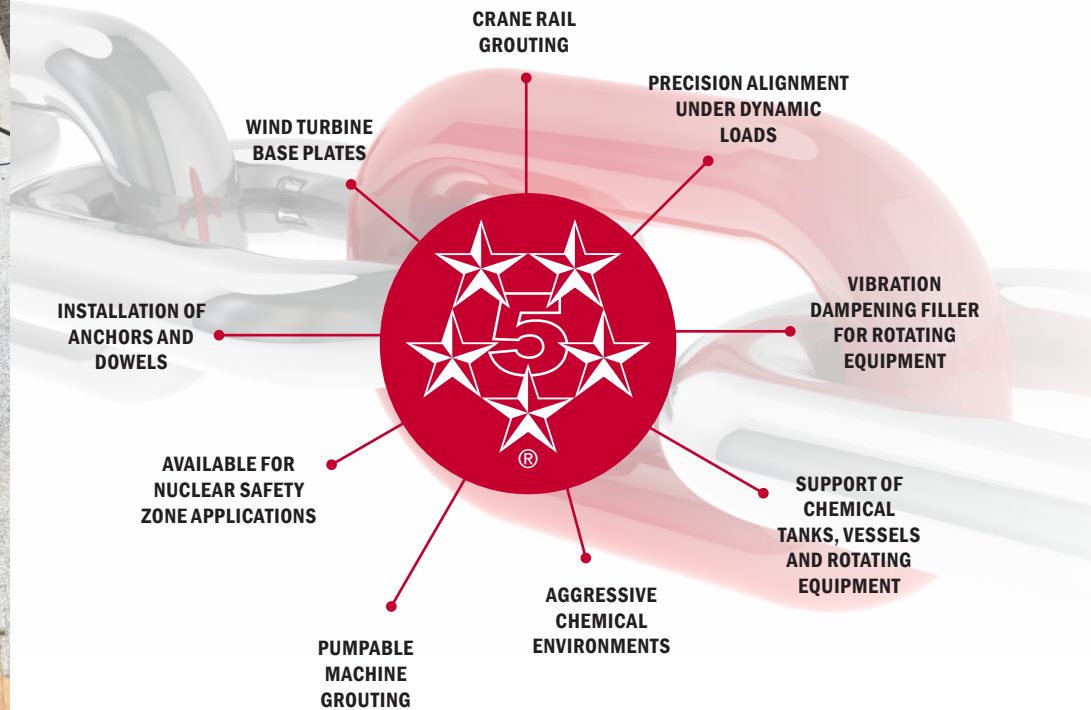 CRANE RAIL
GROUTING
PRECISION ALIGNMENT
UNDER DYNAMIC
LOADS
WIND TURBINE
BASE PLATES
VIBRATION
DAMPENING FILLER
FOR ROTATING
EQUIPMENT
INSTALLATION OF
ANCHORS AND
DOWELS
5
®
AVAILABLE FOR
NUCLEAR SAFETY
ZONE APPLICATIONS
SUPPORT OF
CHEMICAL
TANKS, VESSELS
AND ROTATING
EQUIPMENT
AGGRESSIVE
CHEMICAL
ENVIRONMENTS
PUMPABLE
MACHINE
GROUTING